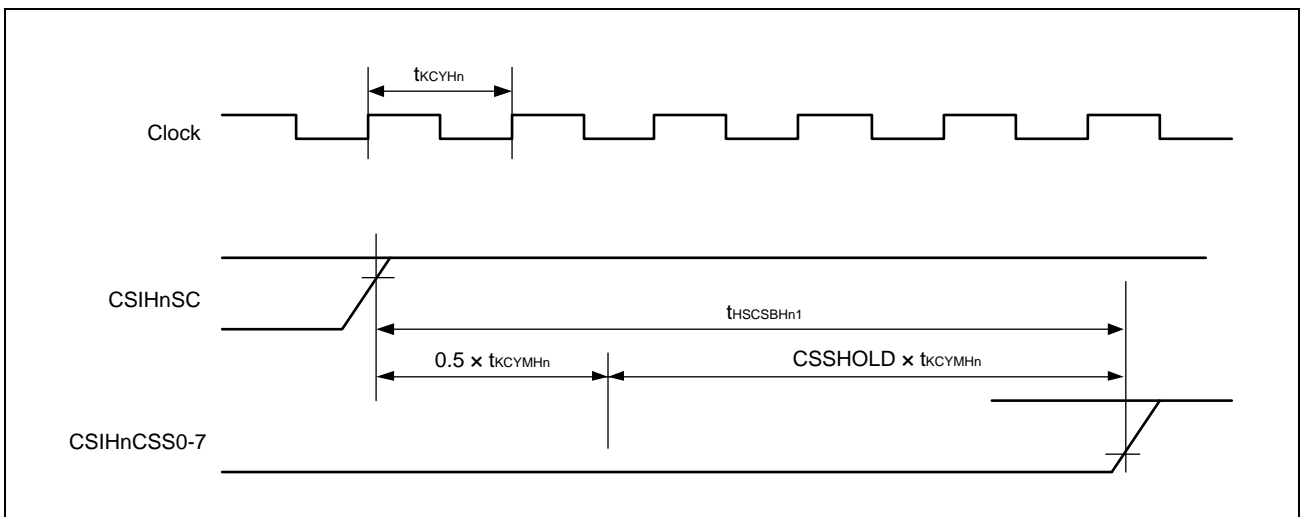 tKCYHn
Clock
CSIHnSC
tHSCSBHn1
0.5 × tKCYMHn
CSSHOLD × tKCYMHn
CSIHnCSS0-7